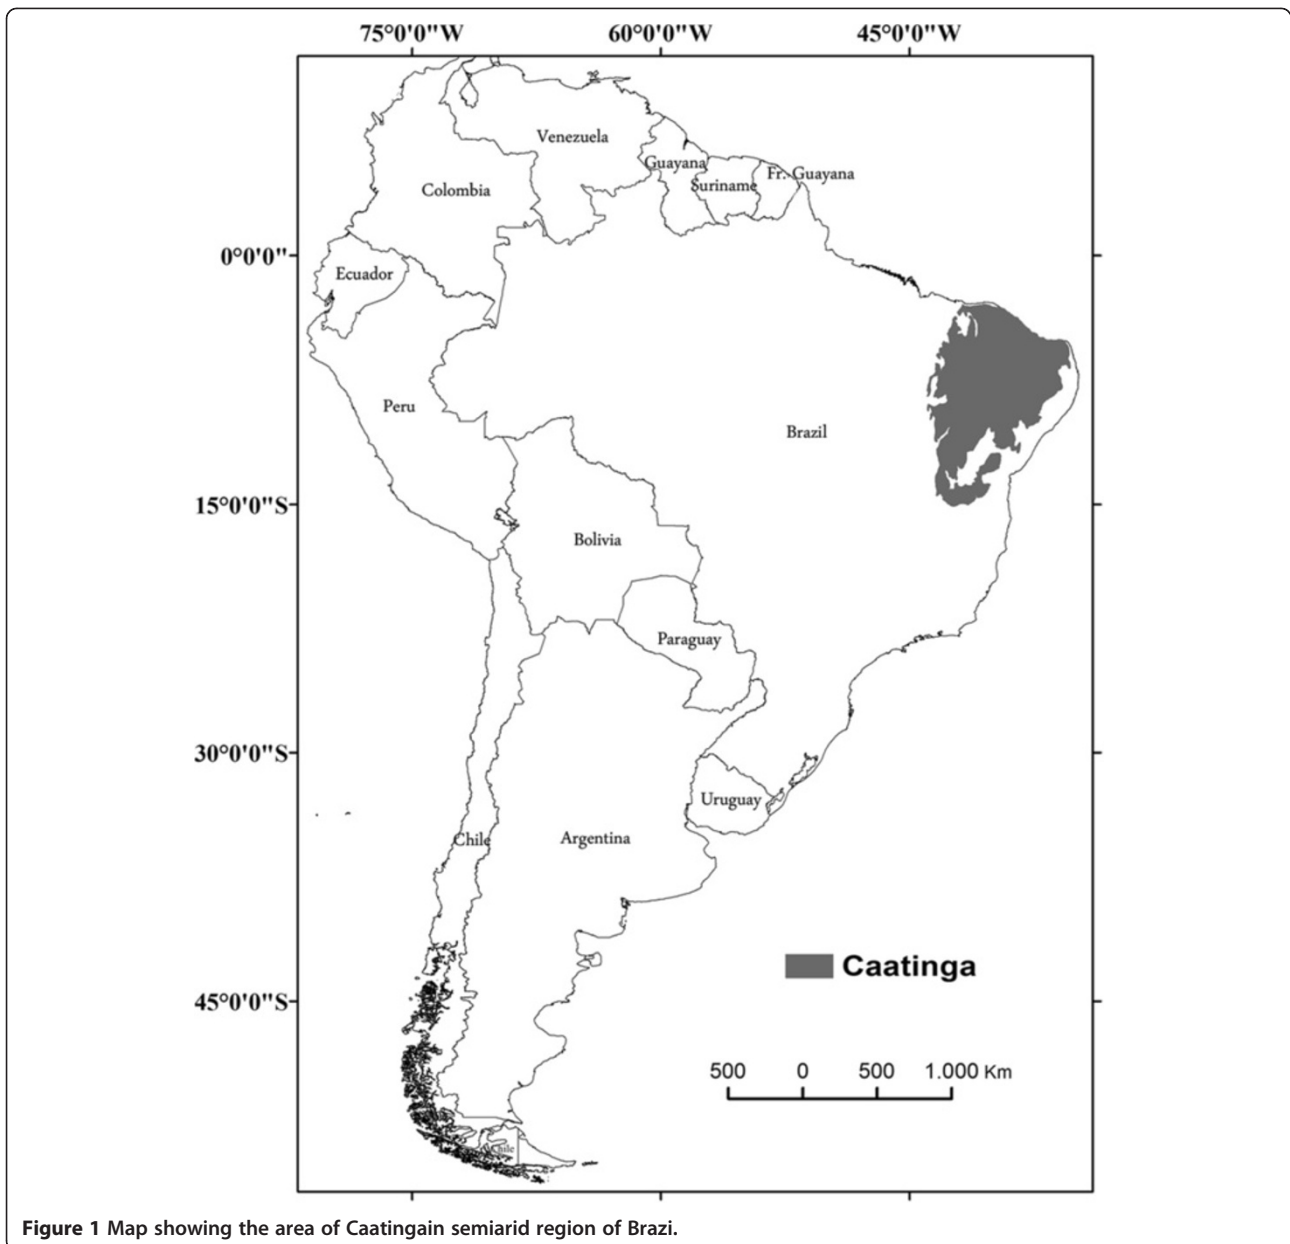 75°0'0"W 60°0'0"W 45°0'0"W
Venezuela
Guayana
Fr. Guayana
Suriname
Colombia
0°0'0"
Ecuador
Peru
Brazil
15°0'0"S
Bolivia
Paraguay
30°0'0"S
Uruguay
Chile
Argentina
Caatinga
45°0'0"S
500 0 500 1.000 Km
Chile
Figure 1 Map showing the area of Caatingain semiarid region of Brazi.